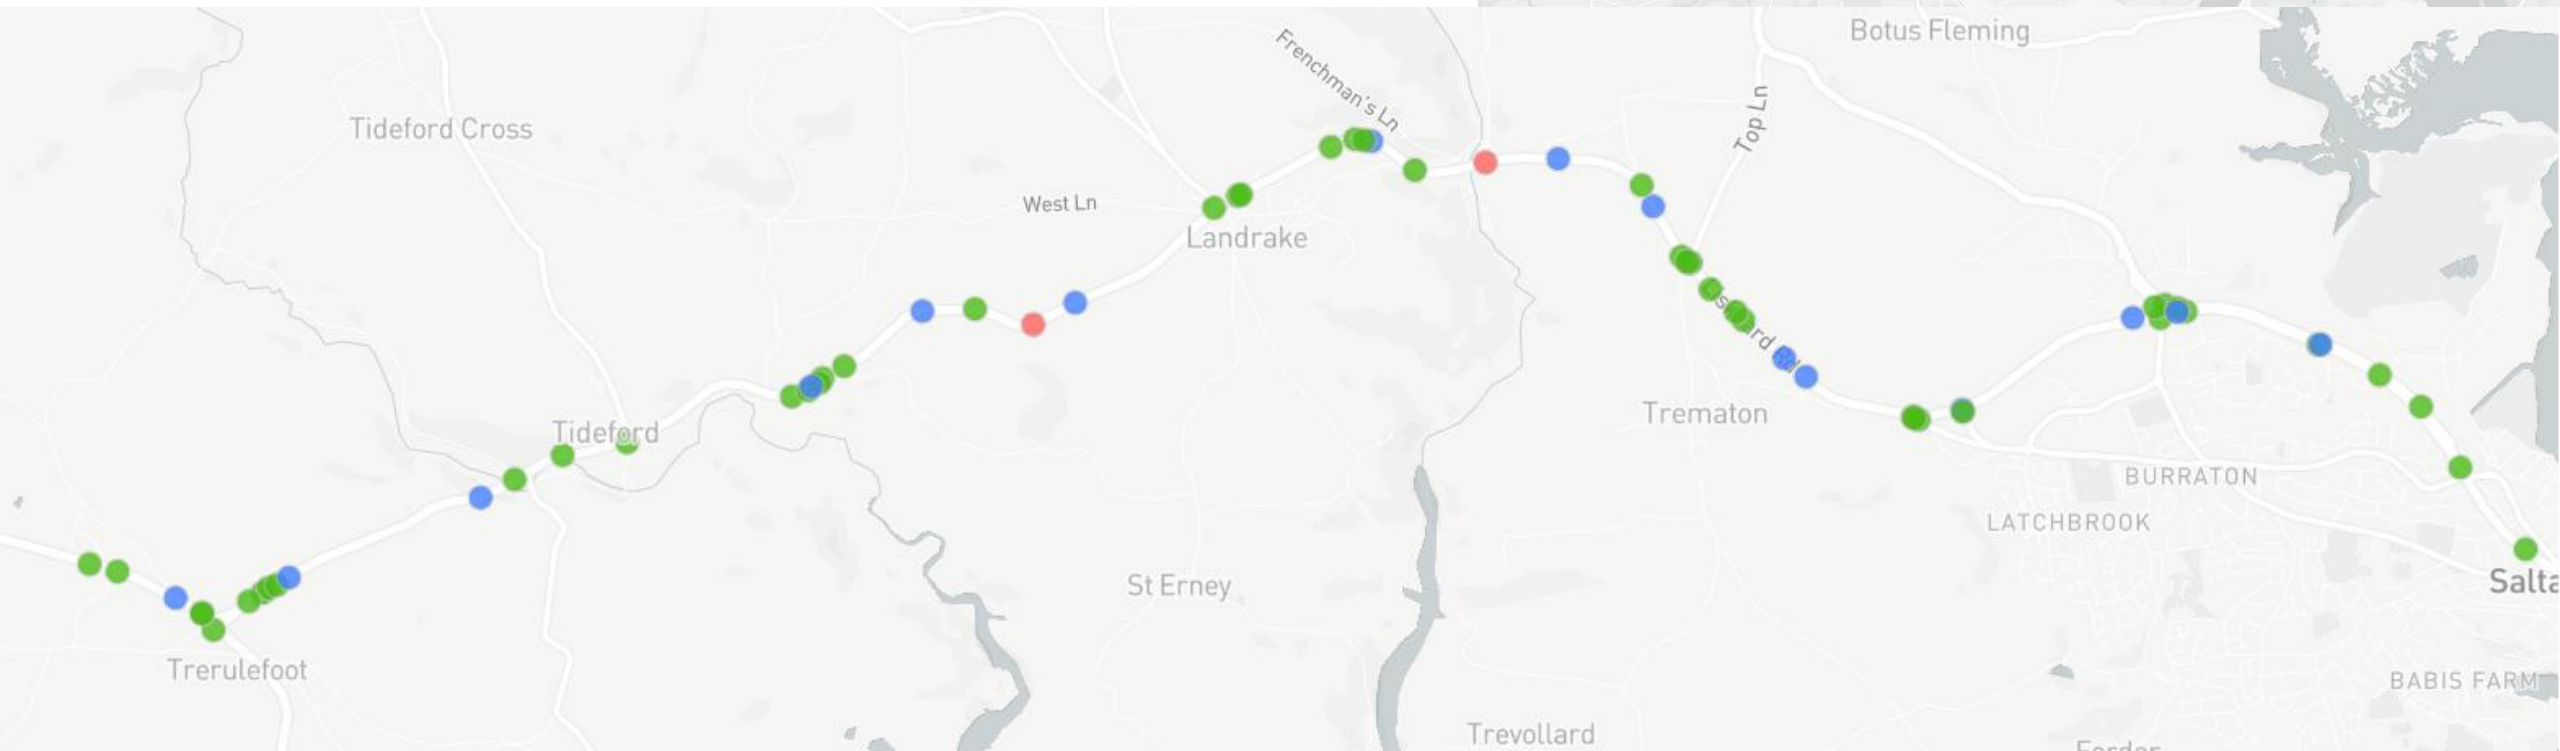 Botus Fleming
Frenchman's Ln
Top Ln
Tideford Cross
West Ln
Landrake
Trematon
Tideford
BURRATON
LATCHBROOK
St Erney
Trerulefoot
BABIS FARM
Trevollard